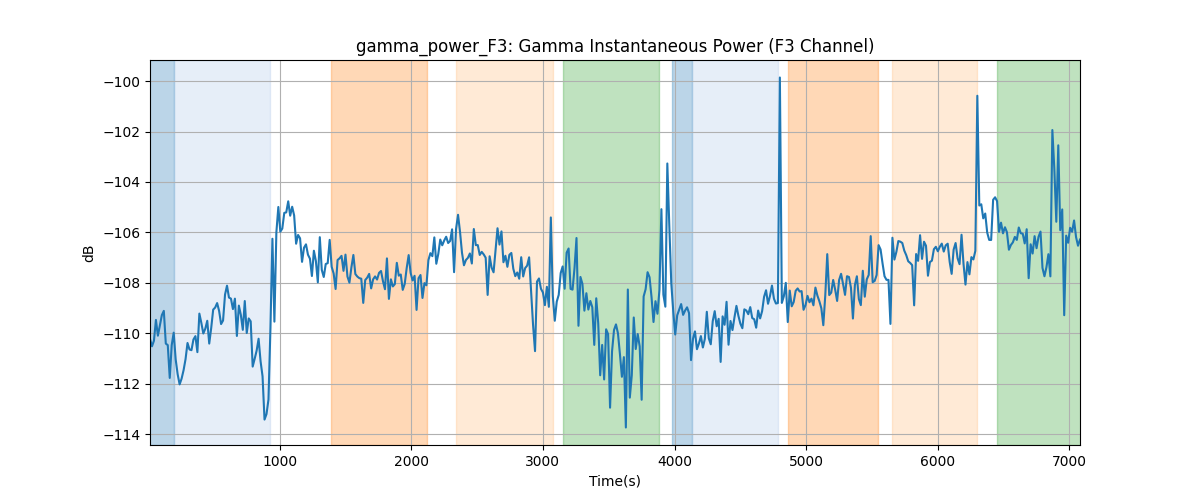 gamma_power_F3: Gamma Instantaneous Power (F3 Channel)
−100
−102
−104
−106
−108
−110
−112
−114
dB
1000 2000 3000 4000 5000 6000 7000
Time(s)